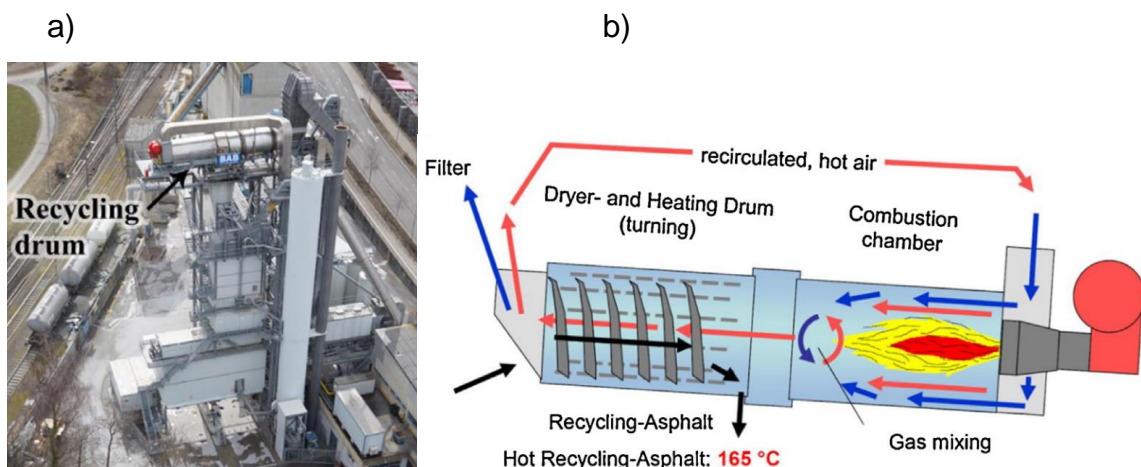 a)
b)
BAB
Recycling
drum
Filter
recirculated, hot air
Dryer- and Heating Drum
(turning)
Combustion
chamber
Recycling-Asphalt
Gas mixing
Hot Recycling-Asphalt: 165 °C